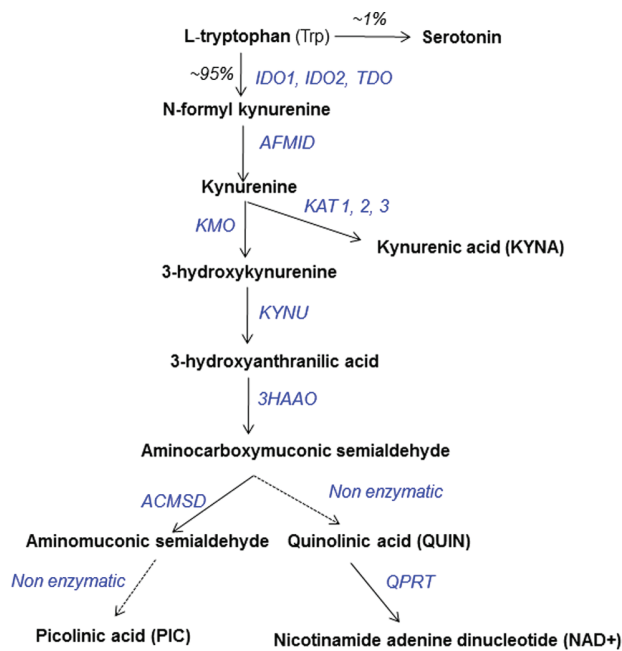 L-tryptophan (Trp) ~1% Serotonin
~95% IDO1, IDO2, TDO
N-formyl kynurenine
AFMID
Kynurenine
KAT 1, 2, 3
KMO
Kynurenic acid (KYNA)
3-hydroxykynurenine
KYNU
3-hydroxyanthranilic acid
3HAAO
Aminocarboxymuconic semialdehyde
ACMSD Non enzymatic
Aminomuconic semialdehyde Quinolinic acid (QUIN)
Non enzymatic QPRT
Picolinic acid (PIC) Nicotinamide adenine dinucleotide (NAD+)